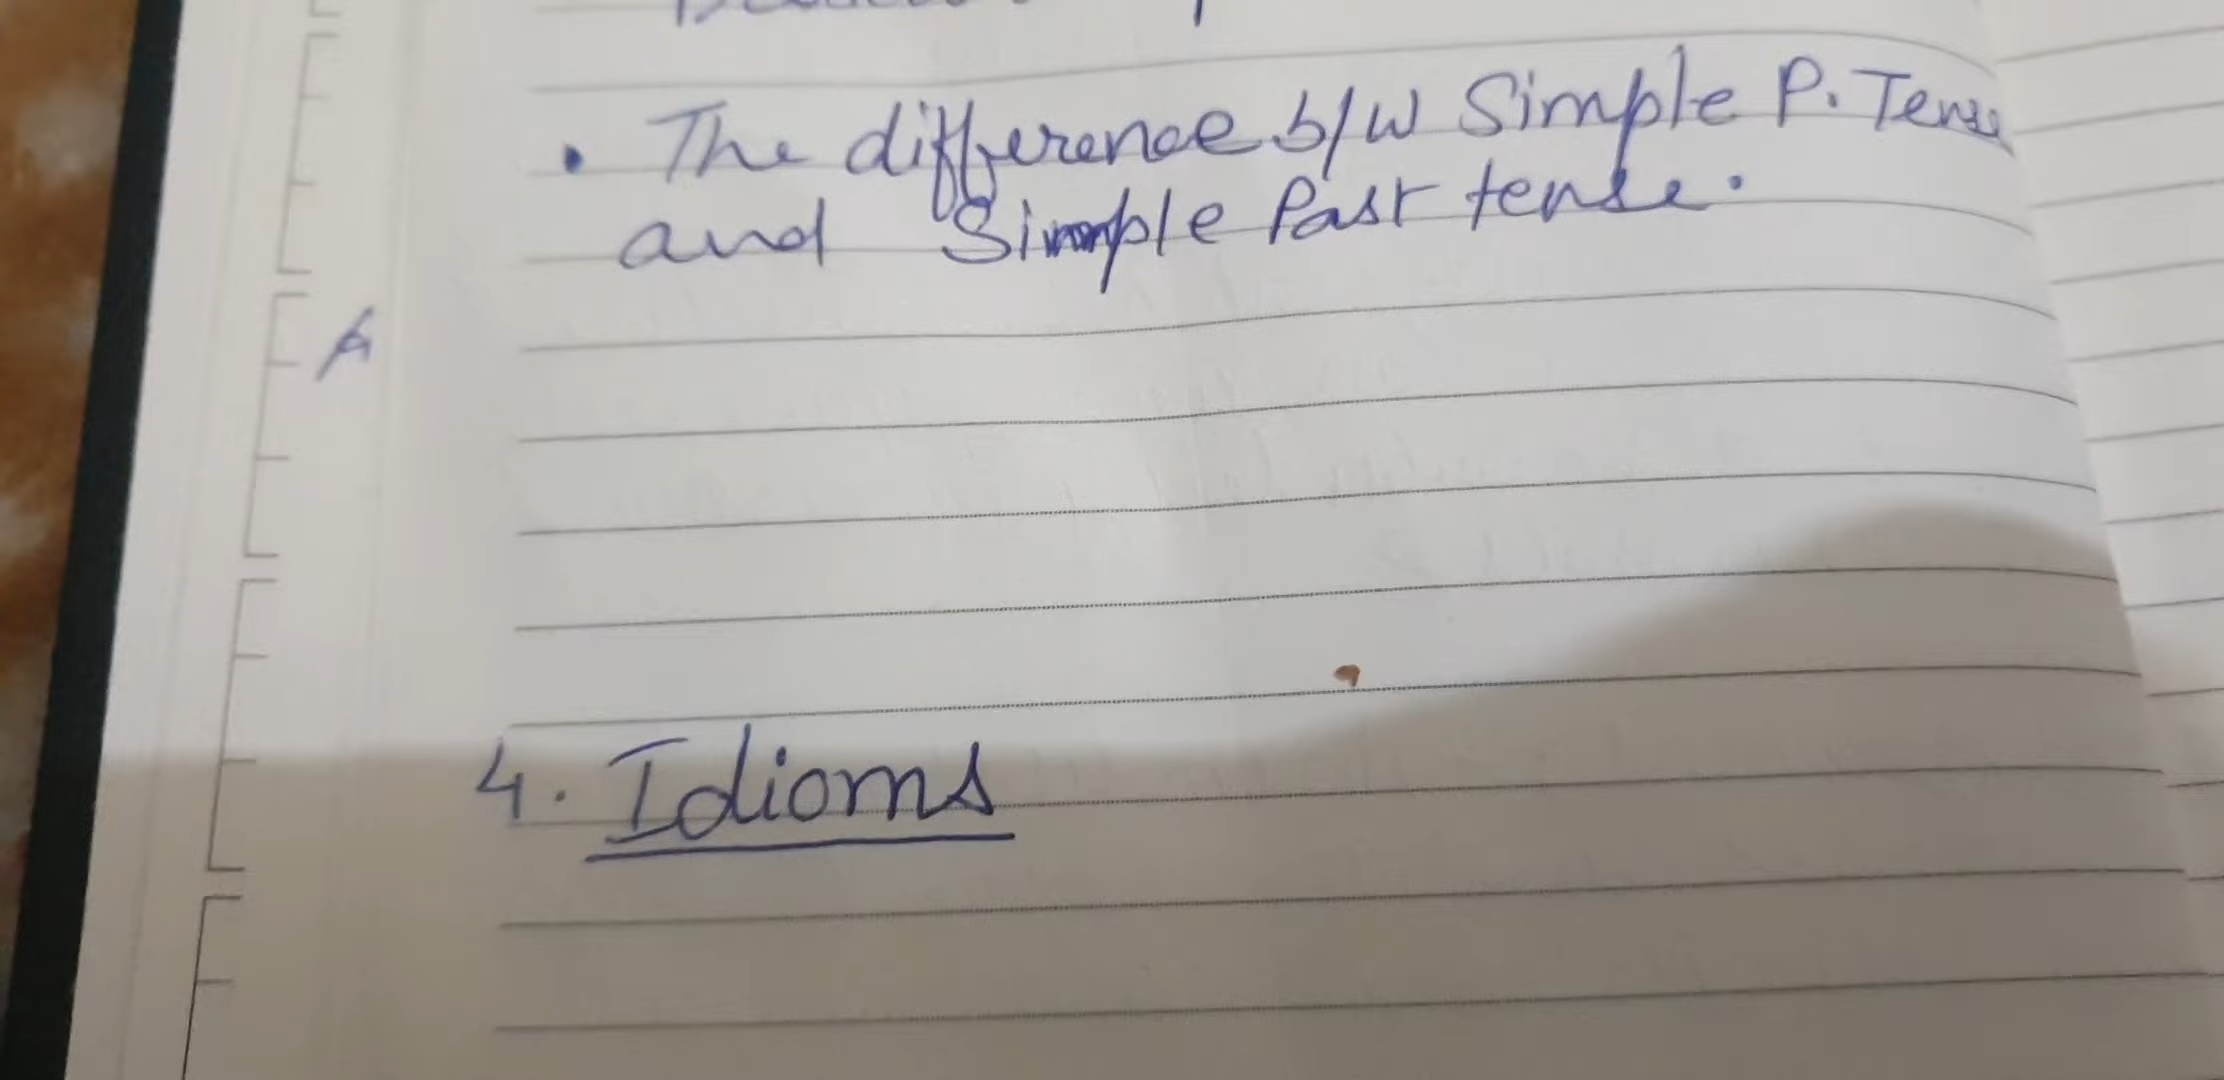 • The difference b/w Simple P. Tense
and Simple Past tense.
4. Idioms